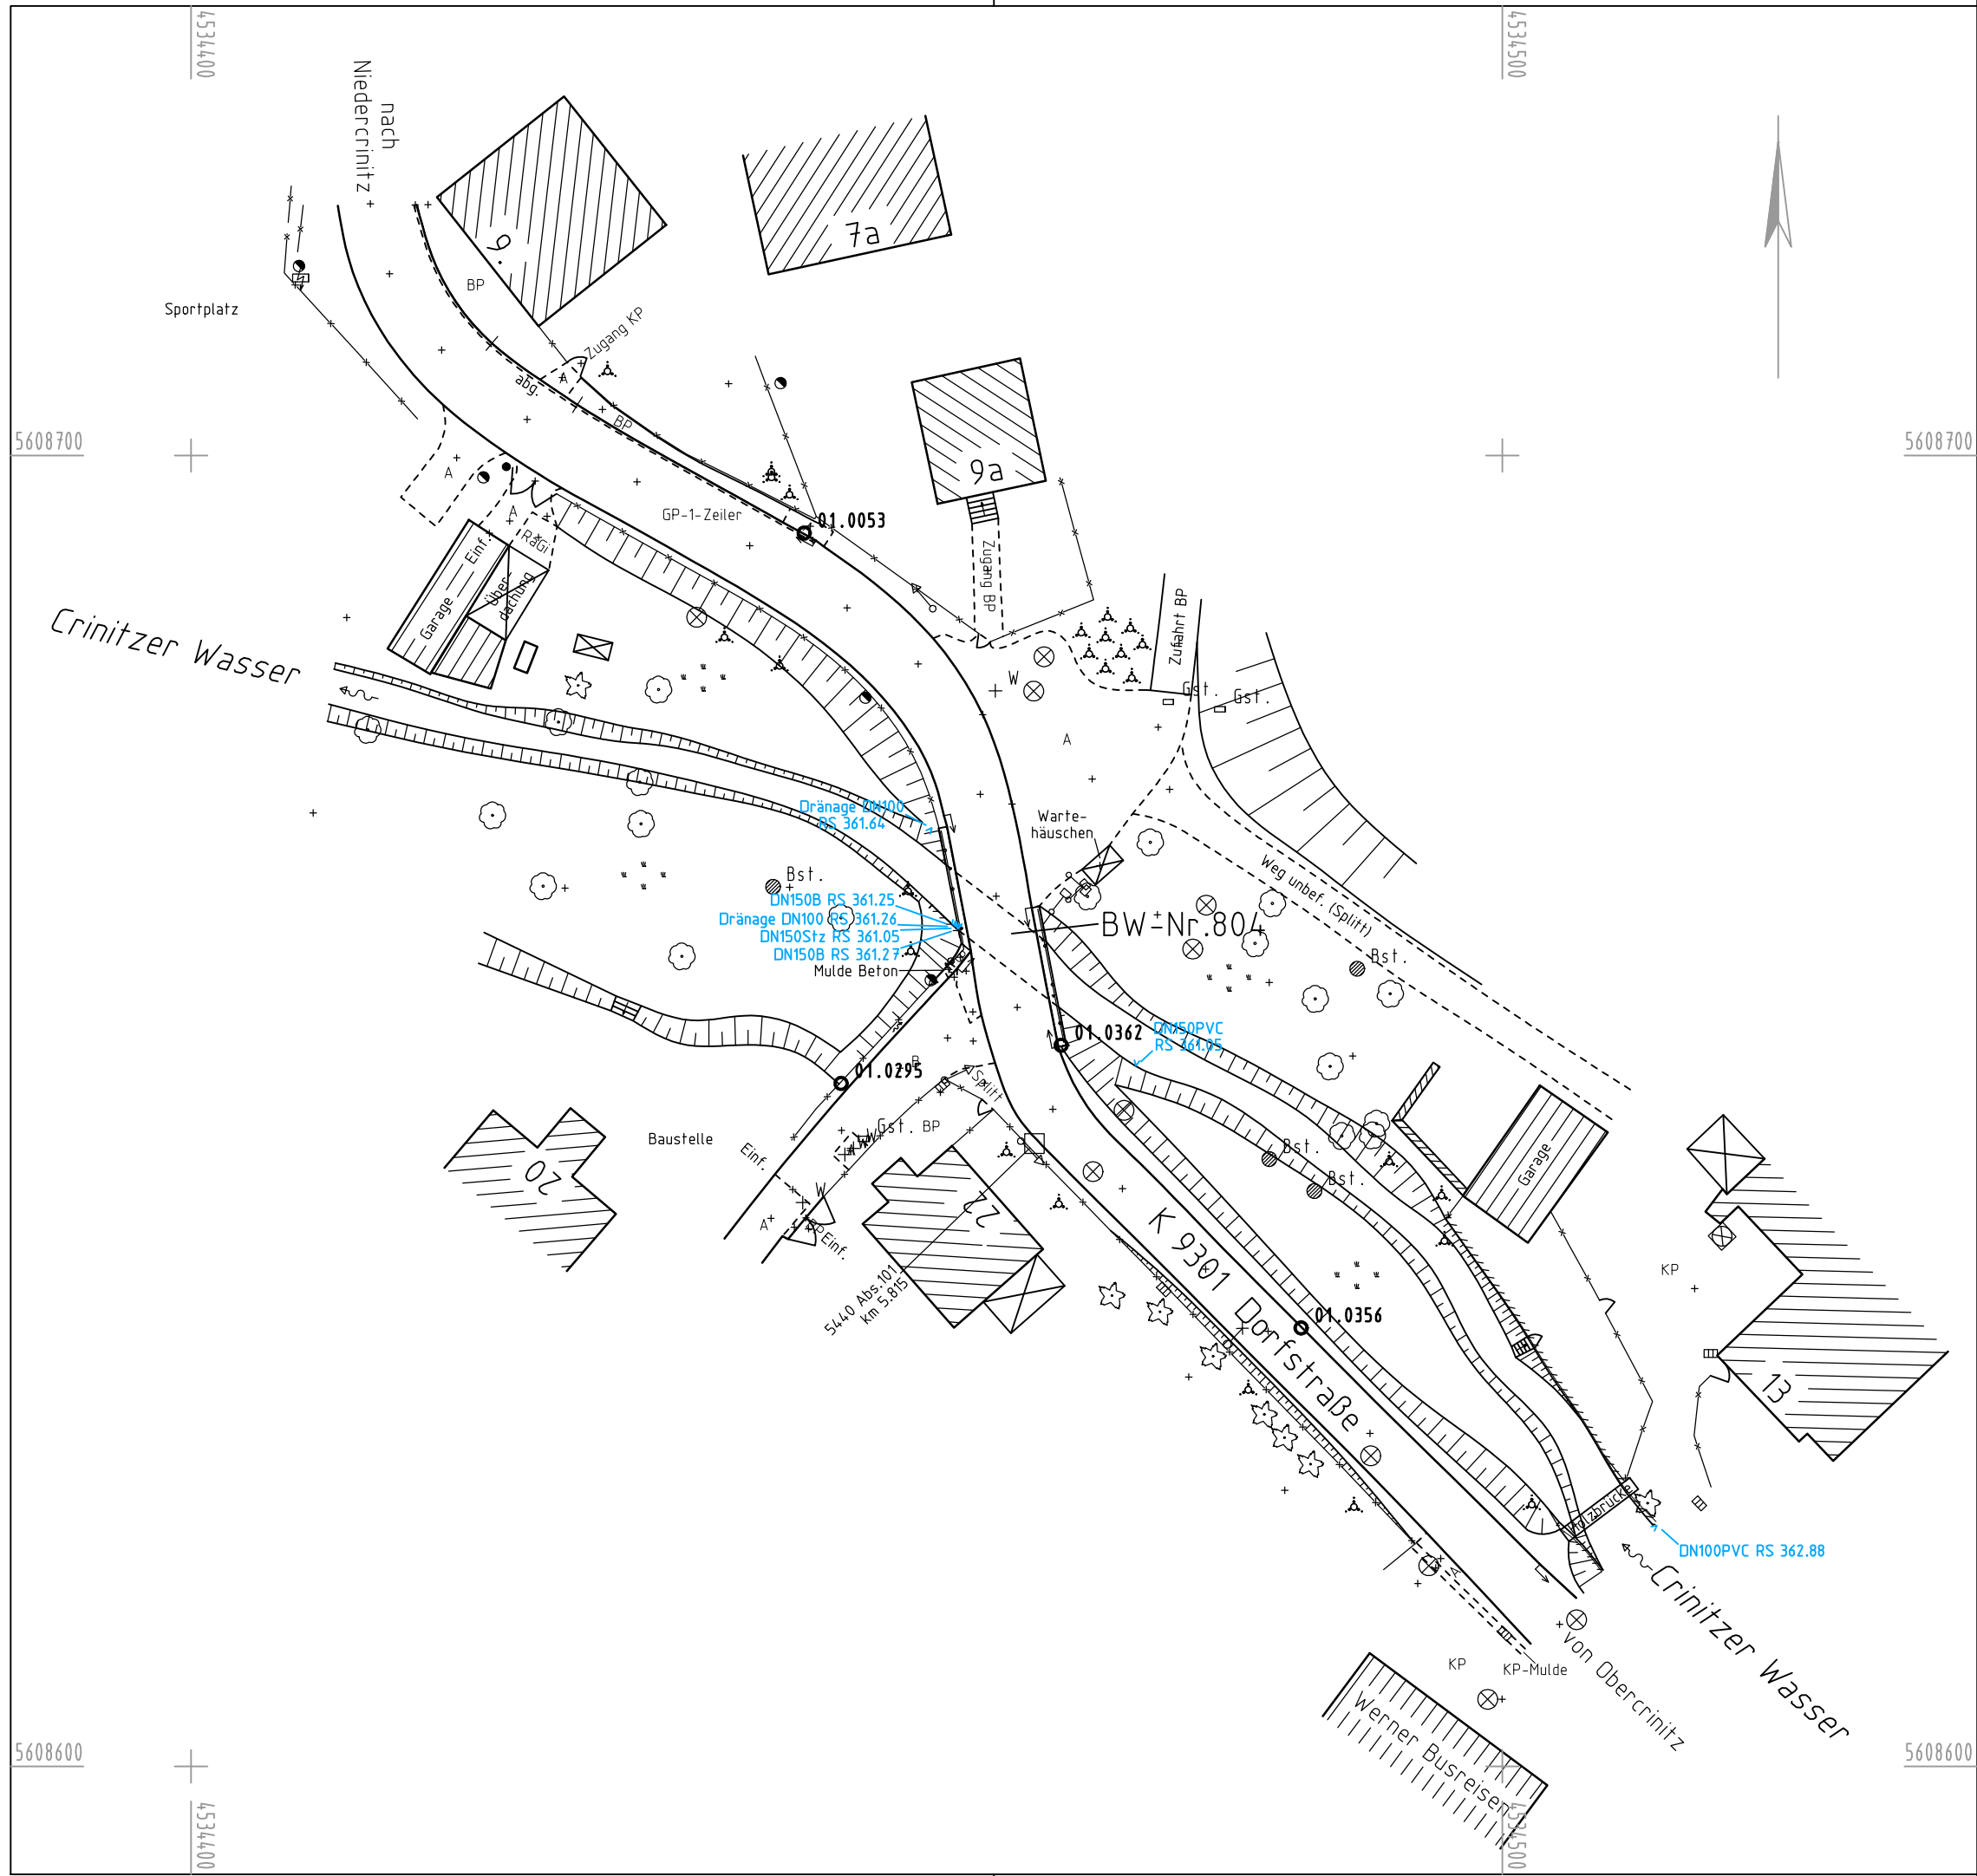 4534400
4534500
nach
Niedercrinitz
7a
9.
BP
Sportplatz
Zugang KP
A
abg.
BP
5608700
5608700
A
9a
A
GP-1-Zeiler
01.0053
RaGi
Einf.
Über-
dachung
Garage
Zugang BP
Zufahrt BP
Crinitzer Wasser
W
Gst.
Gst.
A
Dränage DN100
RS 361.64
Warte-
häuschen
Weg unbef. (Splitt)
Bst.
DN150B RS 361.25
Dränage DN100 RS 361.26
DN150Stz RS 361.05
DN150B RS 361.27
Mulde Beton
BW-Nr.804
Bst.
01.0362
DN150PVC
RS 361.05
B
01.0295
Splitt
Gst.
BP
W
W
Baustelle
Einf.
20
Bst.
Bst.
Garage
W
A
BP
Einf.
22
K 9301 Dorfstraße
5440 Abs.101
km 5.815
KP
01.0356
13
Holzbrücke
DN100PVC RS 362.88
A
Crinitzer Wasser
von Obercrinitz
KP
KP-Mulde
Werner Busreisen
5608600
5608600
4534400
4534500